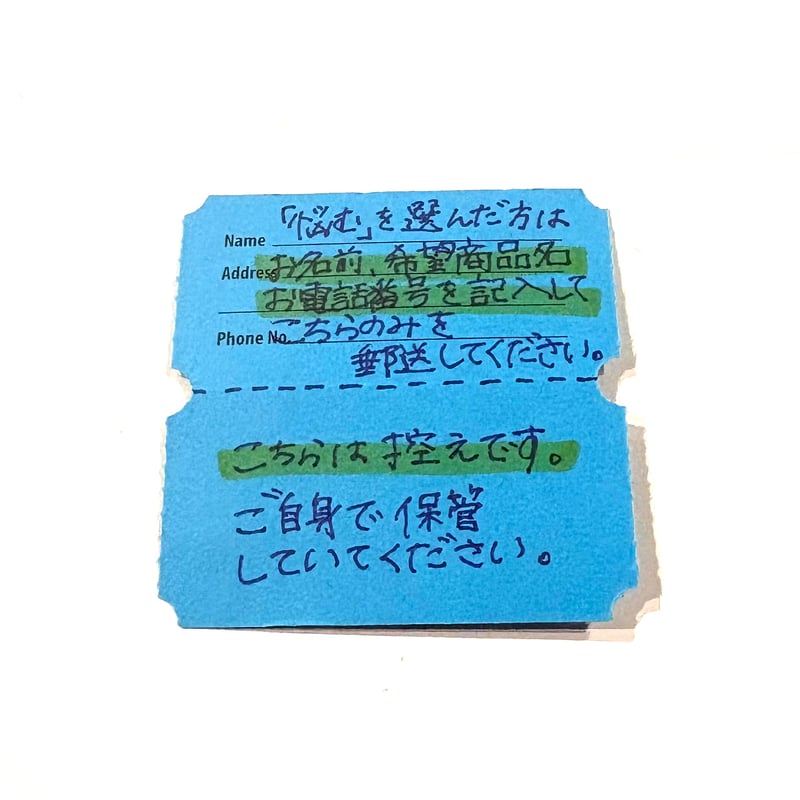 「悩む」を選んだ方は
Name
Address お名前、希望商品名
お電話番号を記入して
Phone No. こちらのみを
郵送してください。
こちらは控えです。
ご自身で保管
していてください。